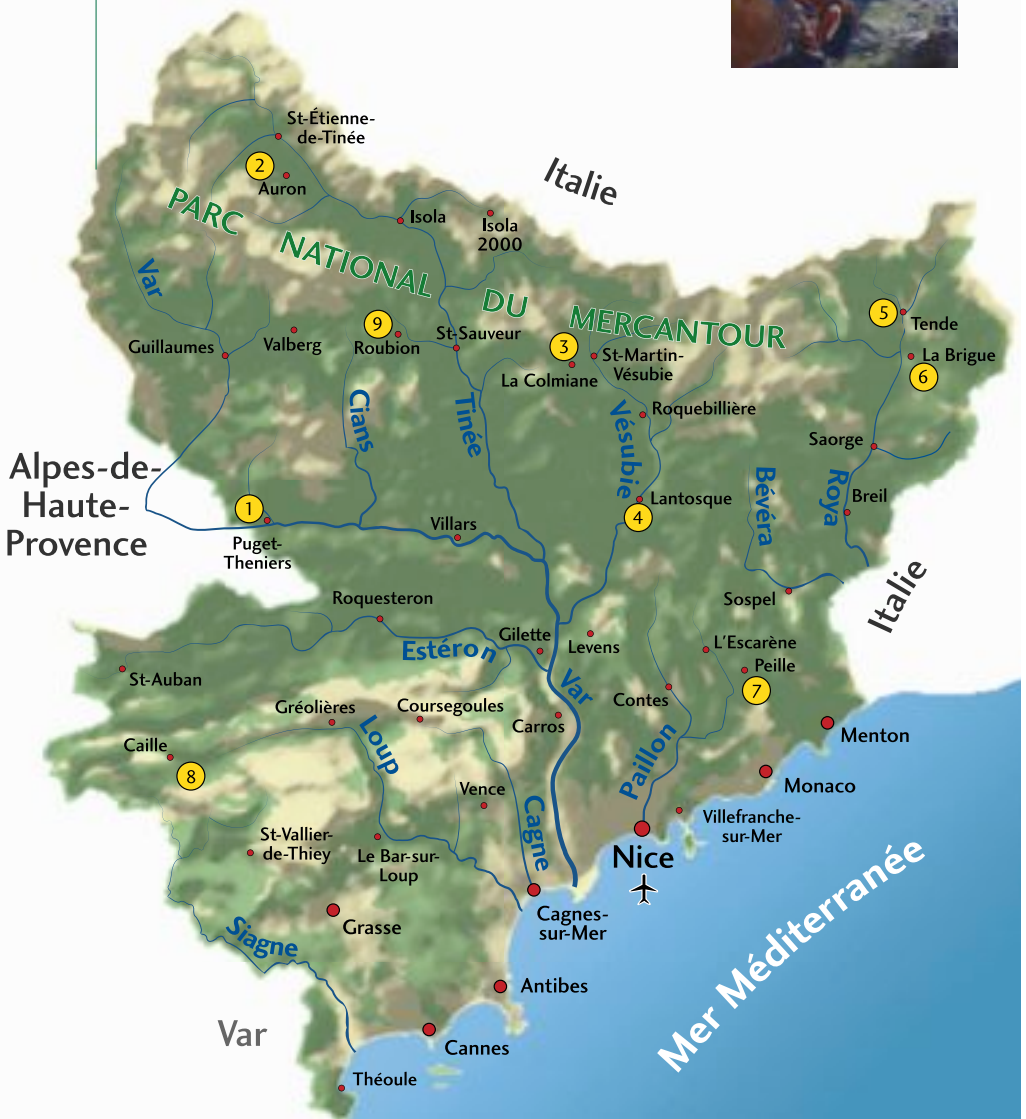 St-Étienne-
de-Tinée
2
Auron
Italie
PARC NATIONAL DU MERCANTOUR
Isola
Isola
2000
Var
Guillaumes
Valberg
9
Roubion
St-Sauveur
3
La Colmiane
St-Martin-
Vésubie
5
Tende
La Brigue
6
Cians
Tinée
Vésubie
Roquebillière
Saorge
Roya
Breil
Bévéra
Lantosque
4
Alpes-de-
Haute-
Provence
1
Puget-
Theniers
Villars
Sospel
Italie
Roquesteron
Estéron
Gilette
Levens
L'Escarène
Peille
7
St-Auban
Var
Contes
Gréolières
Coursegoules
Carros
Loup
Paillon
Menton
Caille
8
Monaco
Vence
Cagne
Villefranche-
sur-Mer
St-Vallier-
de-Thiey
Le Bar-sur-
Loup
Nice
Cagnes-
sur-Mer
Grasse
Siagne
Mer Méditerranée
Antibes
Var
Cannes
Théoule